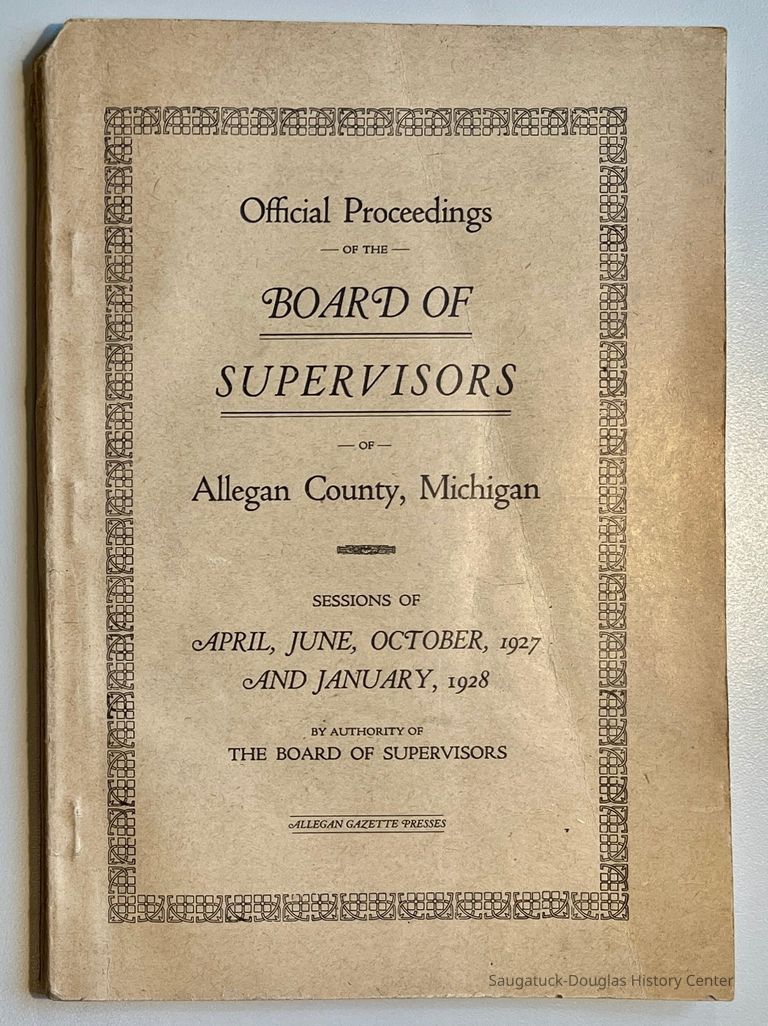 Official Proceedings
— OF THE —
BOARD OF
SUPERVISORS
— OF —
Allegan County, Michigan
SESSIONS OF
APRIL, JUNE, OCTOBER, 1927
AND JANUARY, 1928
BY AUTHORITY OF
THE BOARD OF SUPERVISORS
ALLEGAN GAZETTE PRESSES
Saugatuck-Douglas History Center